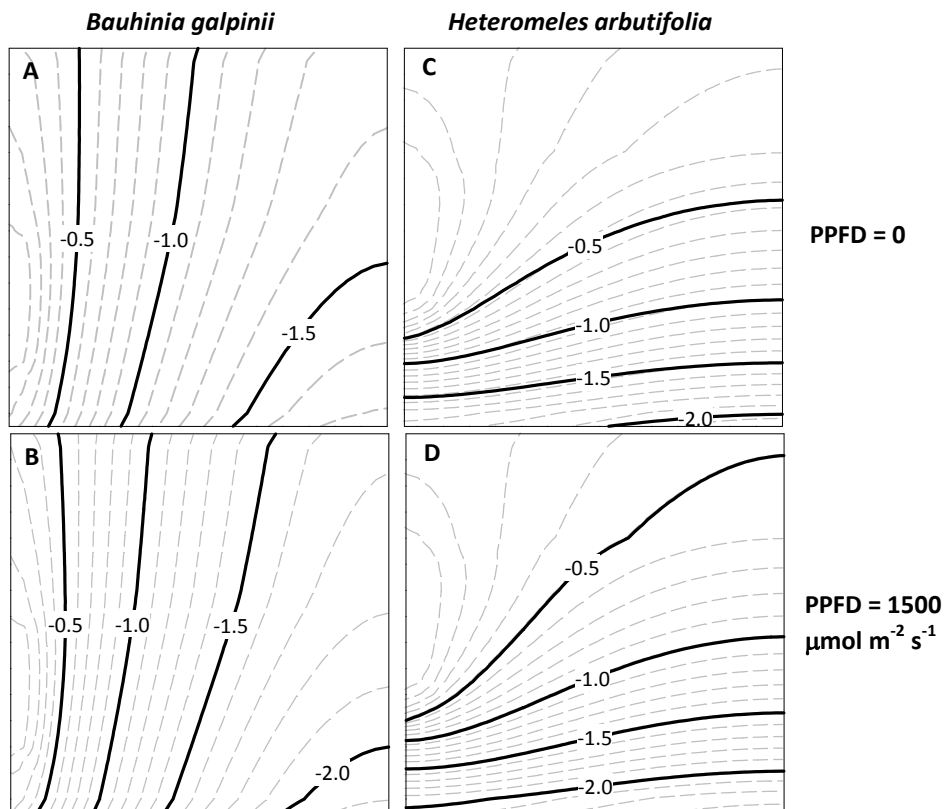 Bauhinia galpinii
Heteromeles arbutifolia
A
-0.5
-1.0
-1.5
C
-0.5
-1.0
-1.5
-2.0
PPFD = 0
B
-0.5
-1.0
-1.5
-2.0
D
-0.5
-1.0
-1.5
-2.0
PPFD = 1500
μmol m⁻² s⁻¹